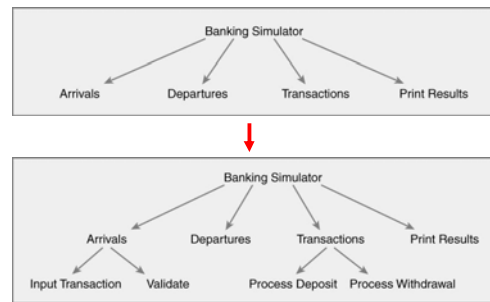 Banking Simulator
Arrivals Departures Transactions Print Results
Banking Simulator
Arrivals Departures Transactions Print Results
Input Transaction Validate Process Deposit Process Withdrawal